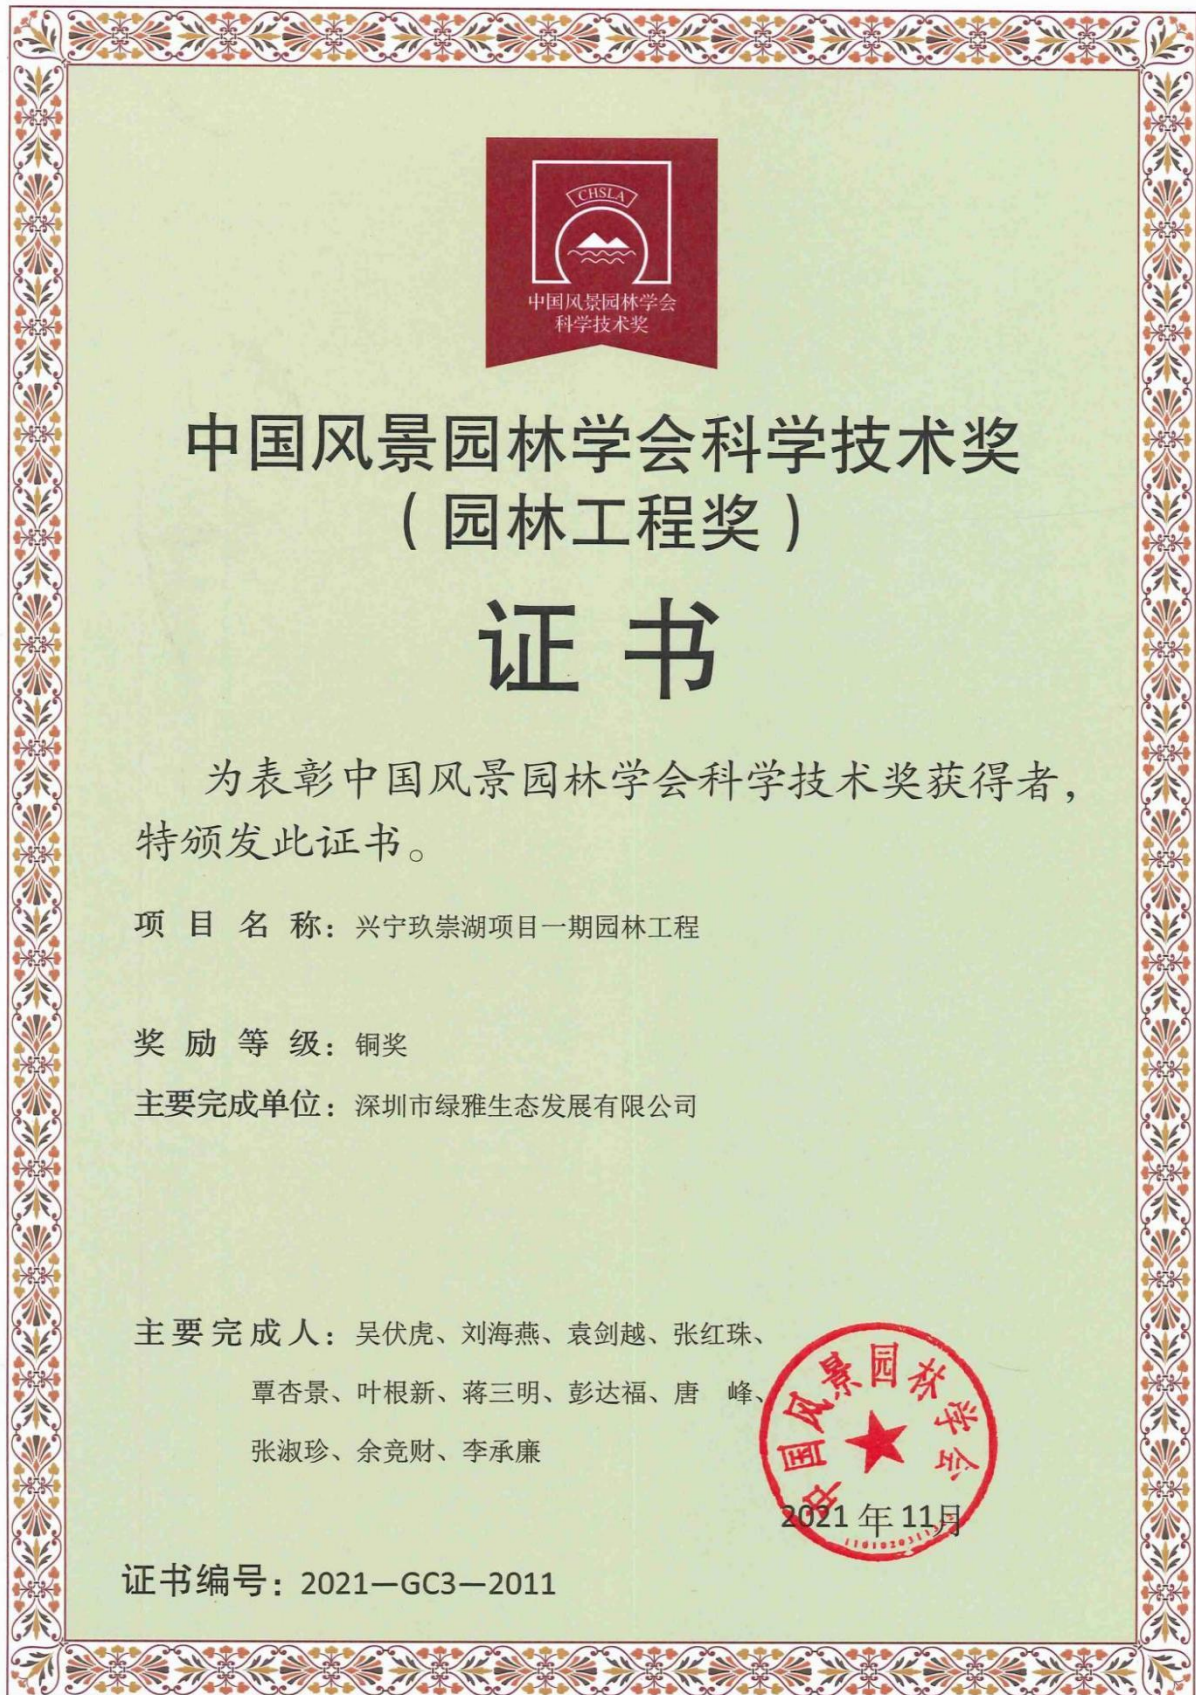 CHSLA
中国风景园林学会
科学技术奖
中国风景园林学会科学技术奖
（园林工程奖）
证书
为表彰中国风景园林学会科学技术奖获得者，
特颁发此证书。
项目名称：兴宁玖崇湖项目一期园林工程
奖励等级：铜奖
主要完成单位：深圳市绿雅生态发展有限公司
主要完成人：吴伏虎、刘海燕、袁剑越、张红珠、
覃杏景、叶根新、蒋三明、彭达福、唐　峰、
张淑珍、余竞财、李承廉
中国风景园林学会
2021年11月
证书编号：2021—GC3—2011